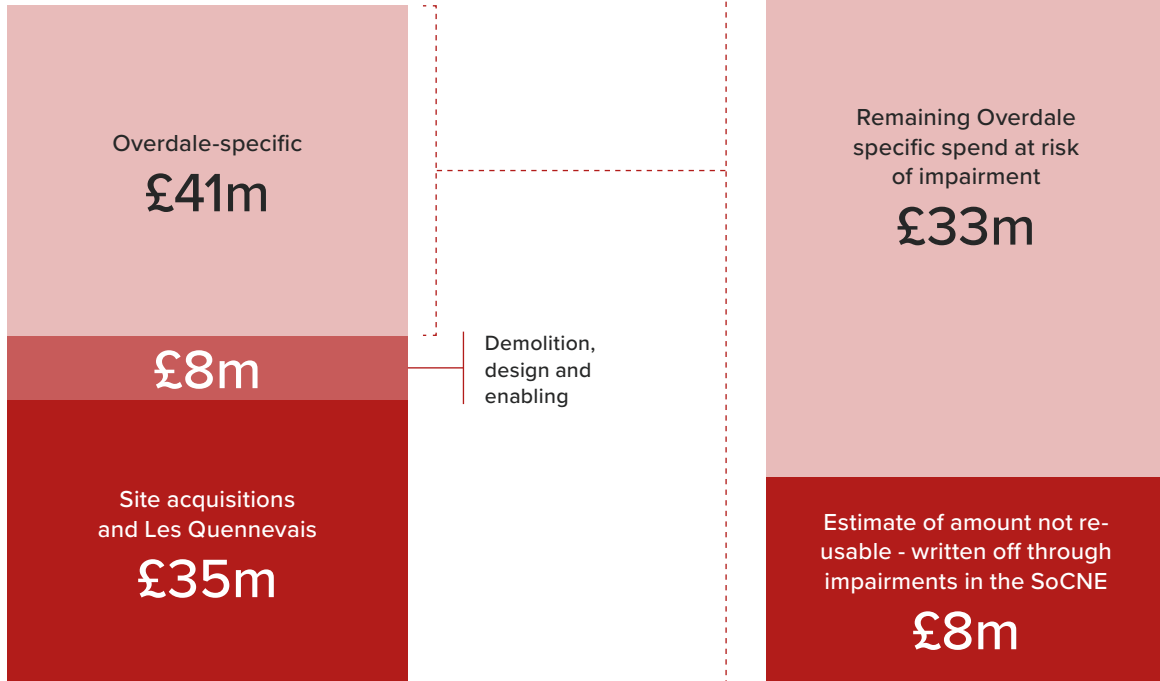 Overdale-specific
£41m
£8m
Demolition,
design and
enabling
Site acquisitions
and Les Quennevais
£35m
Remaining Overdale
specific spend at risk
of impairment
£33m
Estimate of amount not re-
usable - written off through
impairments in the SoCNE
£8m